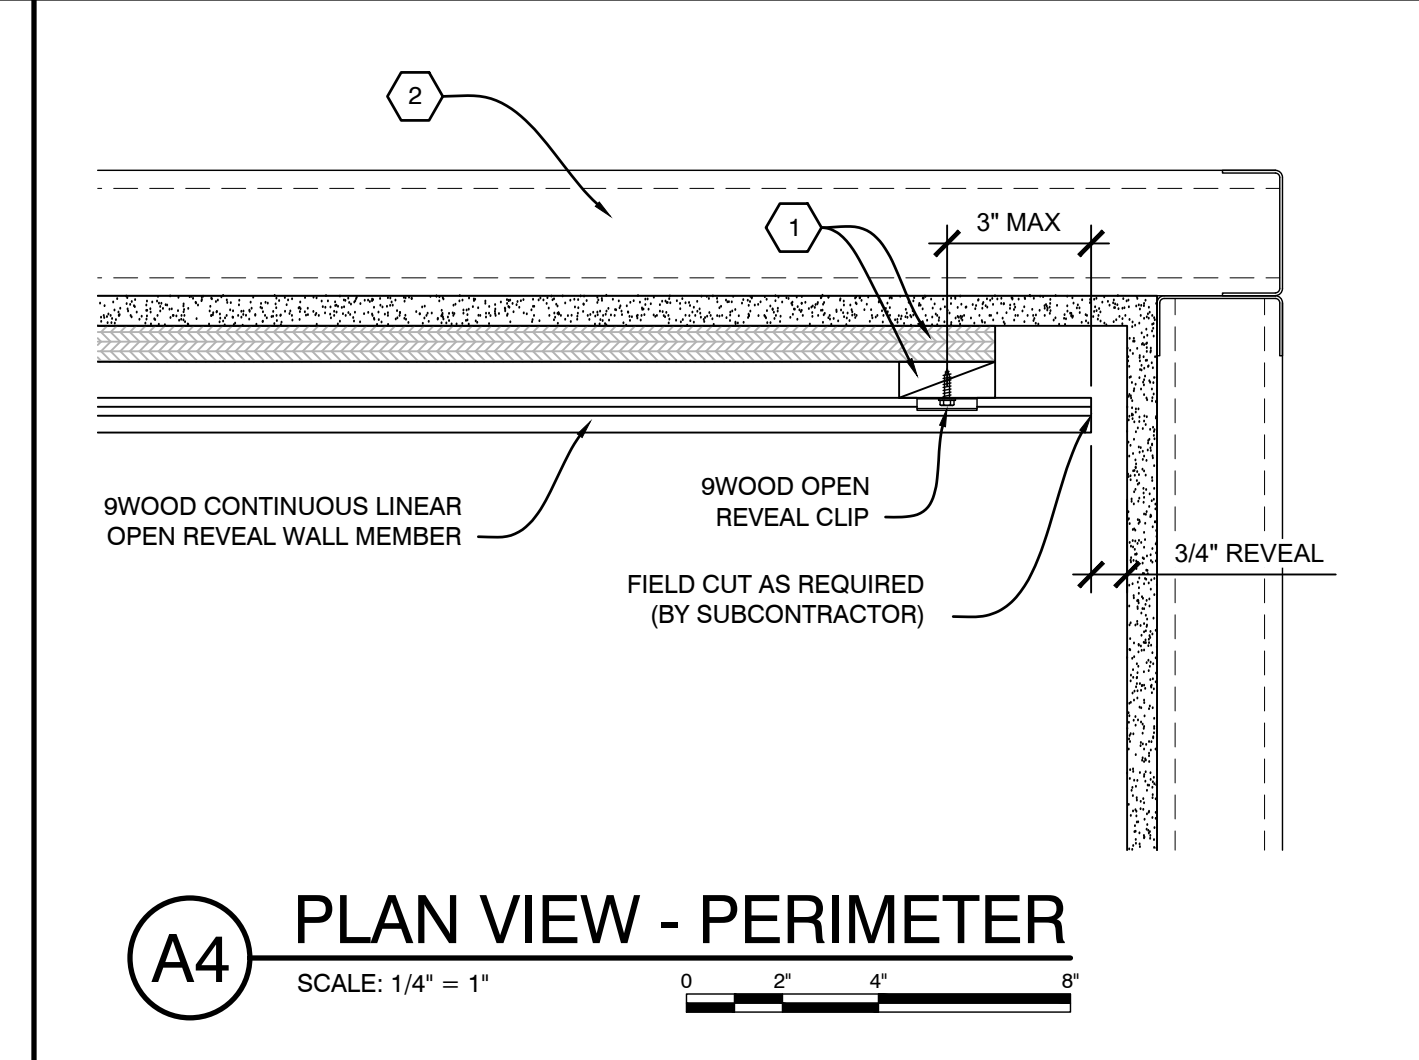 2
1
3" MAX
9WOOD CONTINUOUS LINEAR
OPEN REVEAL WALL MEMBER
9WOOD OPEN
REVEAL CLIP
3/4" REVEAL
FIELD CUT AS REQUIRED
(BY SUBCONTRACTOR)
A4
PLAN VIEW - PERIMETER
SCALE: 1/4" = 1"
0 2" 4" 8"